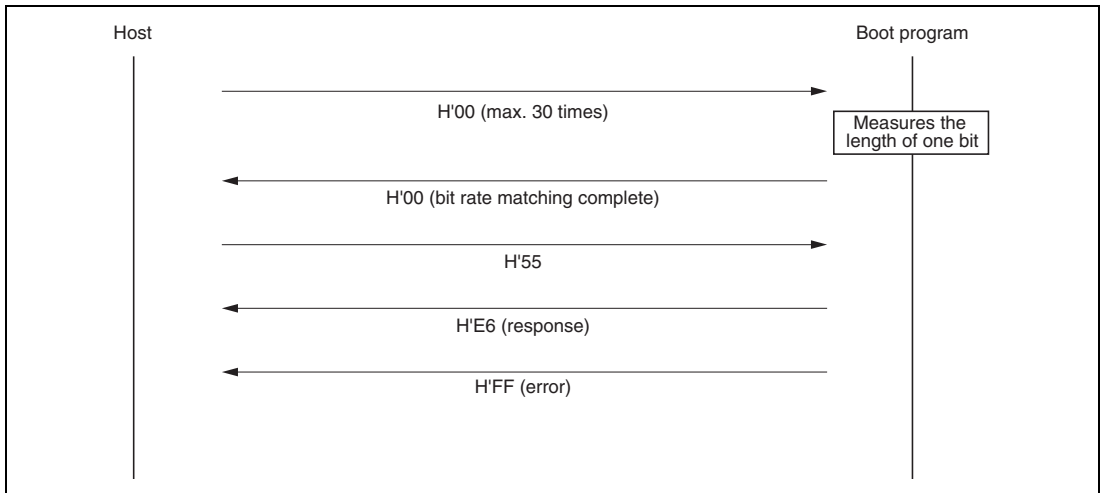 Host
Boot program
H'00 (max. 30 times)
Measures the
length of one bit
H'00 (bit rate matching complete)
H'55
H'E6 (response)
H'FF (error)